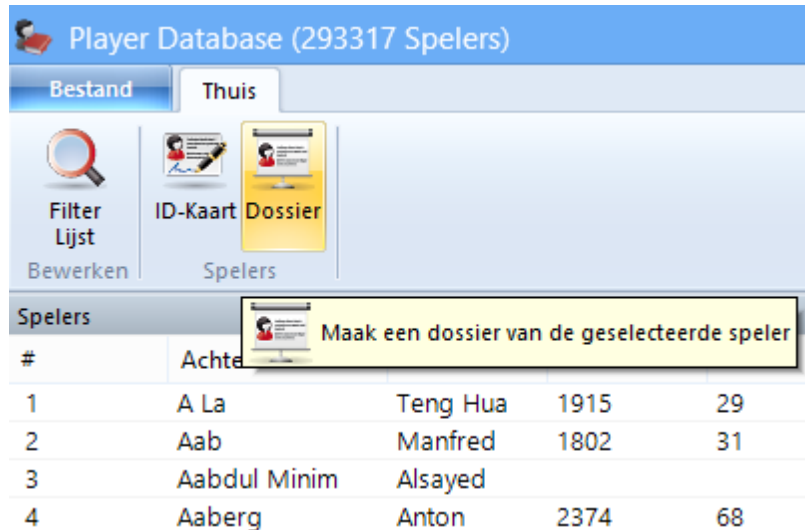 Player Database (293317 Spelers)
Bestand Thuis
Filter Lijst
ID-Kaart
Dossier
Bewerken Spelers
Spelers
Maak een dossier van de geselecteerde speler
# Achte
1 A La Teng Hua 1915 29
2 Aab Manfred 1802 31
3 Aabdul Minim Alsayed
4 Aaberg Anton 2374 68